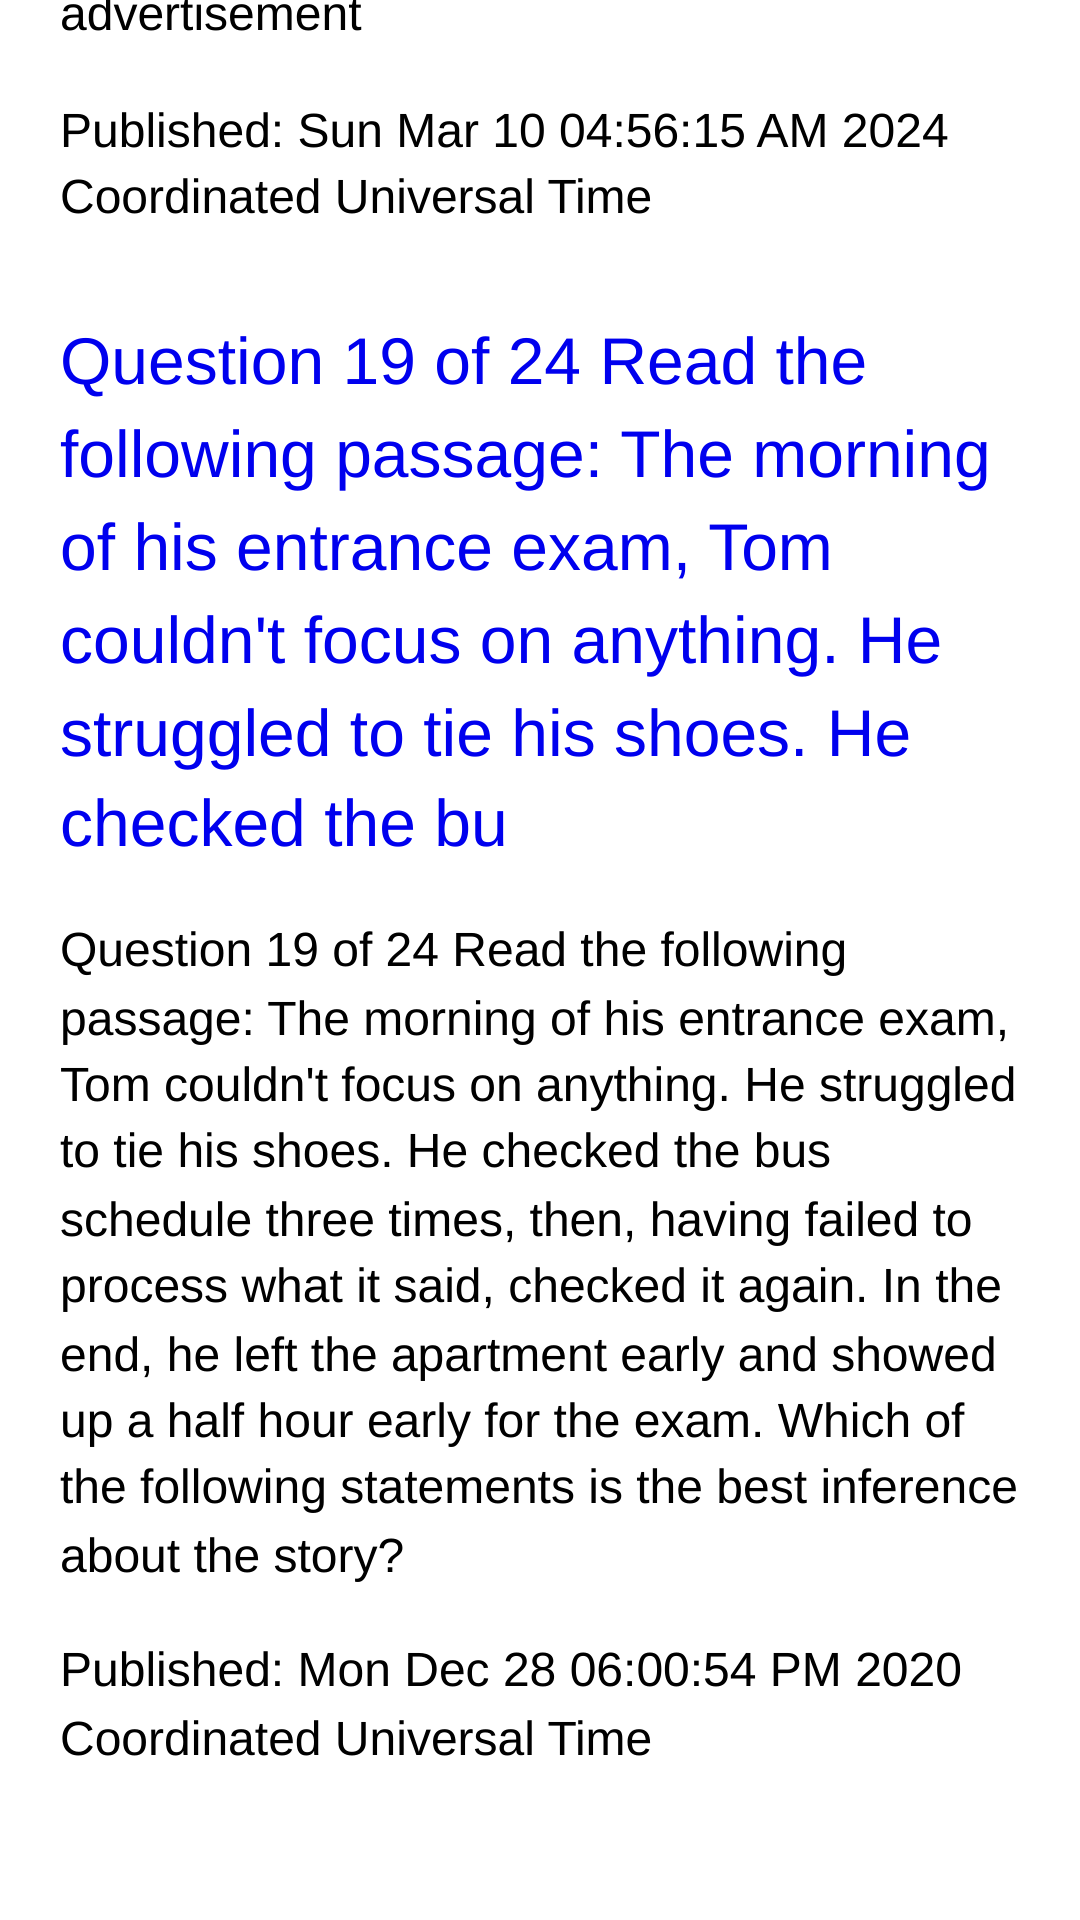 advertisement
Published: Sun Mar 10 04:56:15 AM 2024
Coordinated Universal Time
Question 19 of 24 Read the
following passage: The morning
of his entrance exam, Tom
couldn't focus on anything. He
struggled to tie his shoes. He
checked the bu
Question 19 of 24 Read the following
passage: The morning of his entrance exam,
Tom couldn't focus on anything. He struggled
to tie his shoes. He checked the bus
schedule three times, then, having failed to
process what it said, checked it again. In the
end, he left the apartment early and showed
up a half hour early for the exam. Which of
the following statements is the best inference
about the story?
Published: Mon Dec 28 06:00:54 PM 2020
Coordinated Universal Time